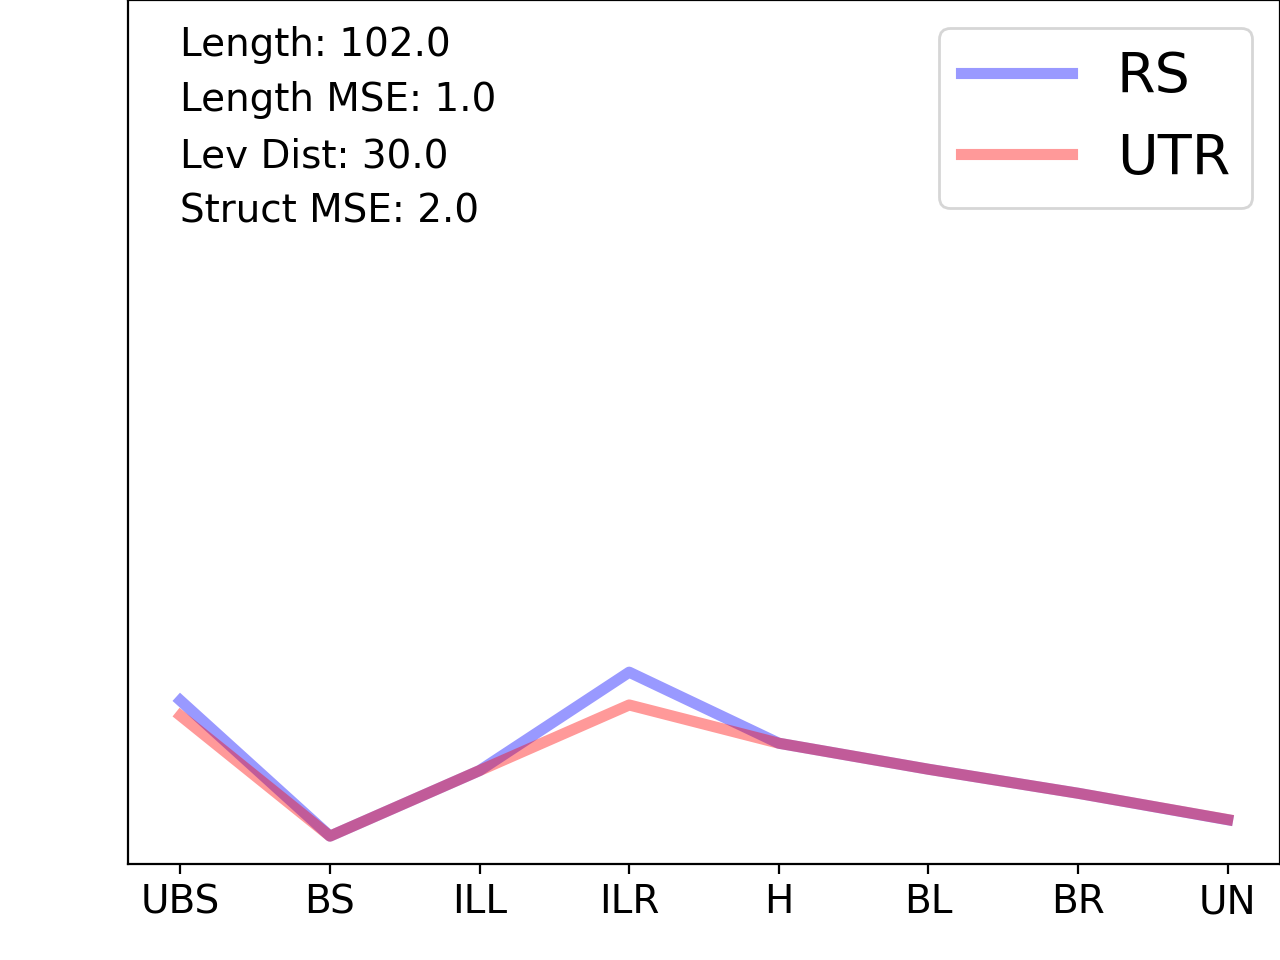 Length: 102.0
Length MSE: 1.0
Lev Dist: 30.0
Struct MSE: 2.0
RS
UTR
UBS BS ILL ILR H BL BR UN